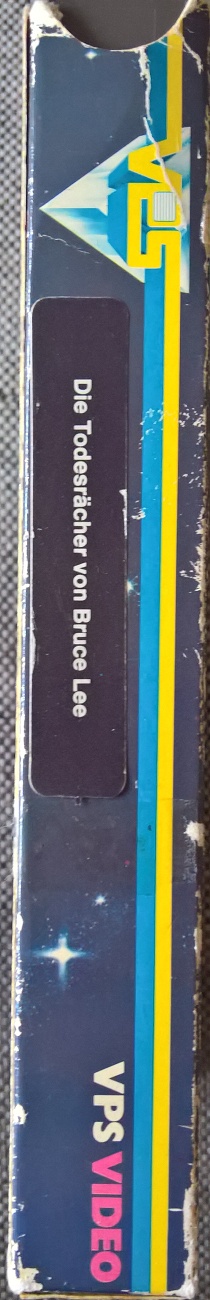 VPS
Die Todesrächer von Bruce Lee
VPS VIDEO